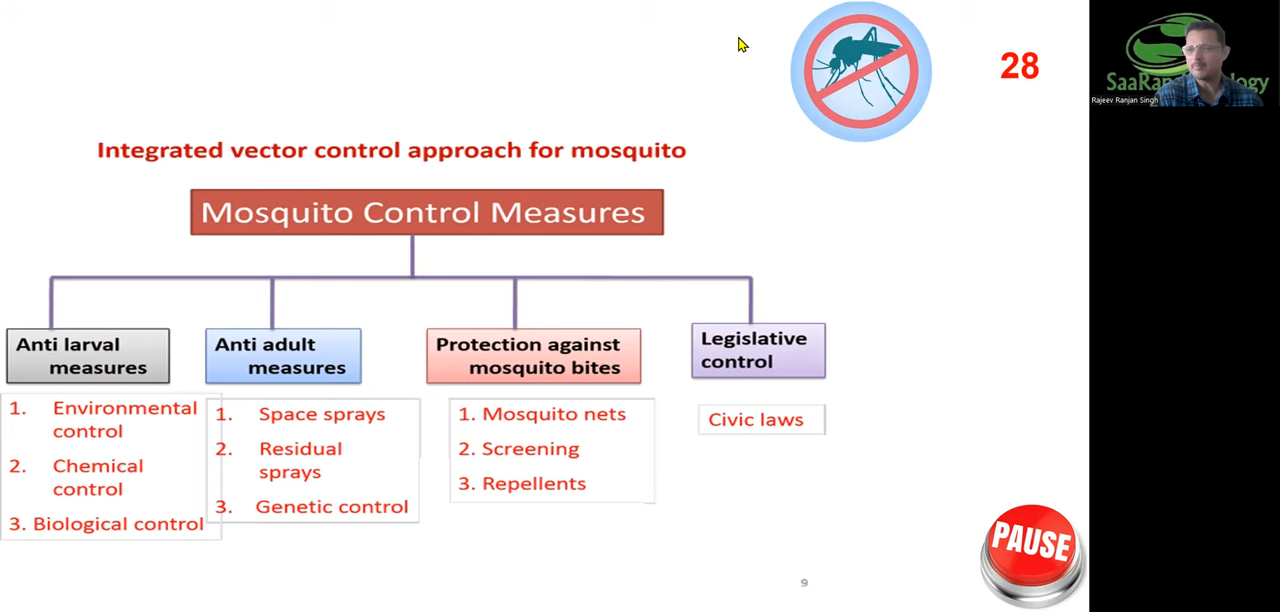 28
SaaRan
ogy
Rajeev Ranjan Singh
Integrated vector control approach for mosquito
Mosquito Control Measures
Anti larval
measures
1. Environmental
control
2. Chemical
control
3. Biological control
Anti adult
measures
1. Space sprays
2. Residual
sprays
3. Genetic control
Protection against
mosquito bites
1. Mosquito nets
2. Screening
3. Repellents
Legislative
control
Civic laws
PAUSE
9